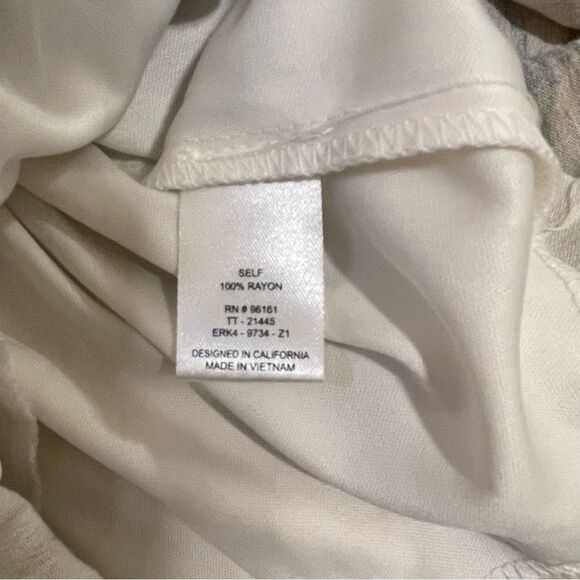 SELF
100% RAYON
RN # 96161
TT - 21445
ERK4 - 9734 - Z1
DESIGNED IN CALIFORNIA
MADE IN VIETNAM